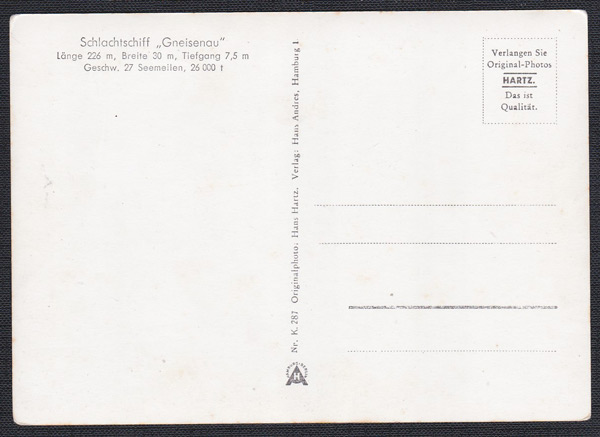 Schlachtschiff „Gneisenau"
Länge 226 m, Breite 30 m, Tiefgang 7,5 m
Geschw. 27 Seemeilen, 26 000 t
Nr. K. 287 Originalphoto: Hans Hartz. Verlag: Hans Andres, Hamburg 1
Verlangen Sie
Original-Photos
HARTZ.
Das ist
Qualität.